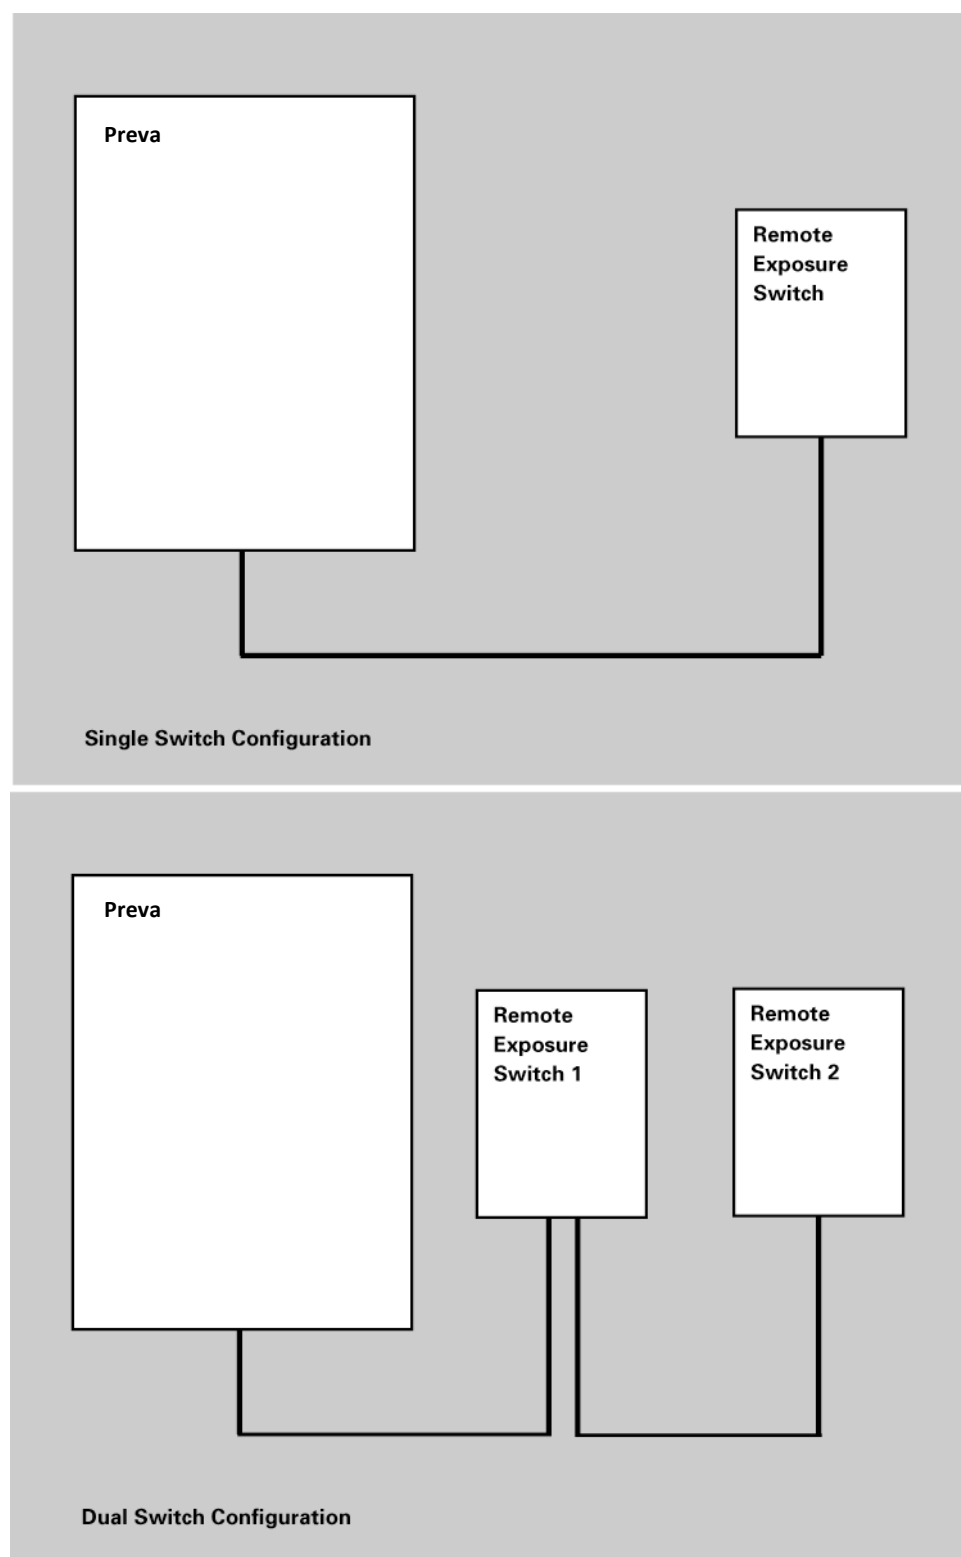 Preva
Remote
Exposure
Switch
Single Switch Configuration
Preva
Remote
Exposure
Switch 1
Remote
Exposure
Switch 2
Dual Switch Configuration